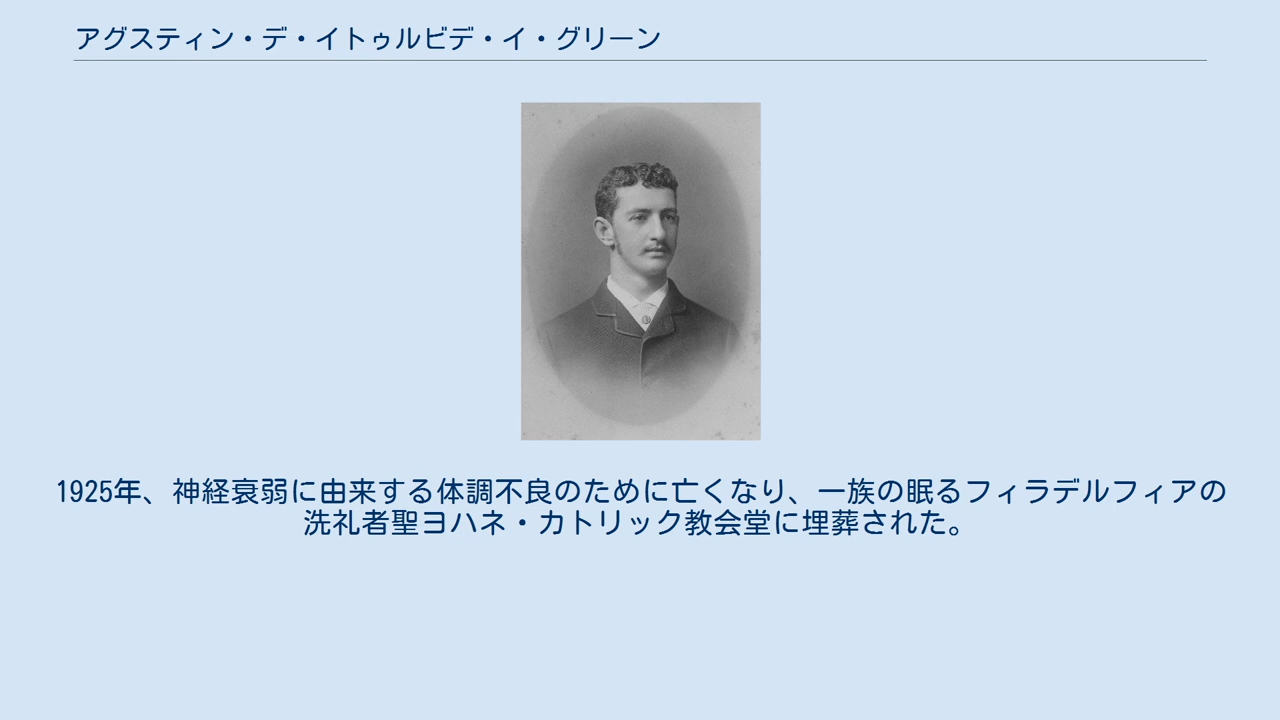 アグスティン・デ・イトゥルビデ・イ・グリーン
1925年、神経衰弱に由来する体調不良のために亡くなり、一族の眠るフィラデルフィアの
洗礼者聖ヨハネ・カトリック教会堂に埋葬された。